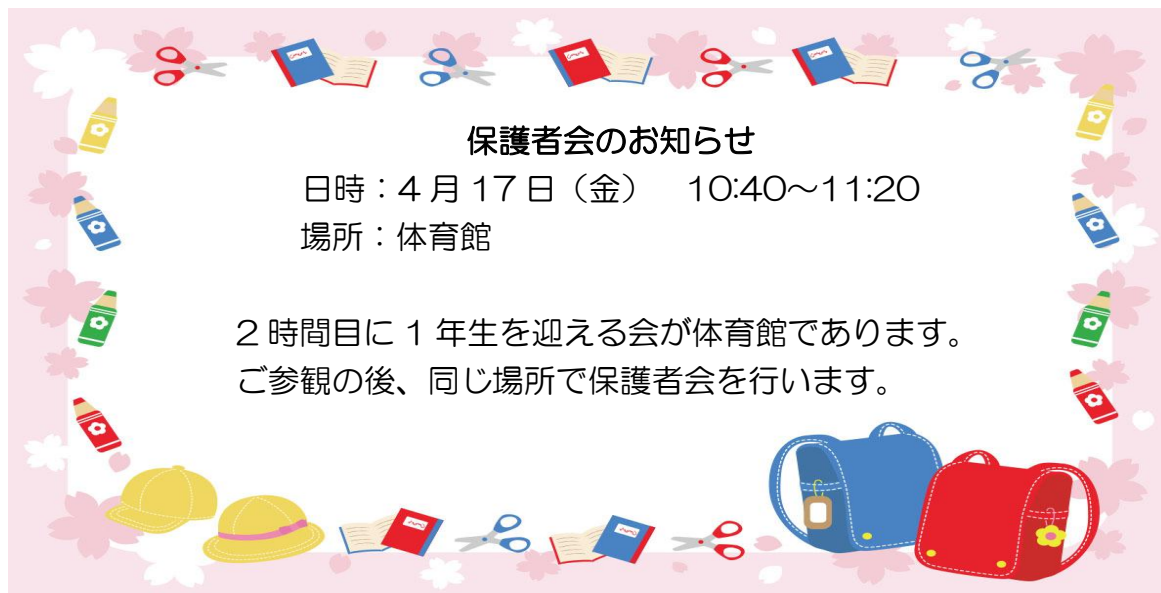 保護者会のお知らせ
日時：4月17日（金）　10:40～11:20
場所：体育館
2時間目に1年生を迎える会が体育館であります。
ご参観の後、同じ場所で保護者会を行います。